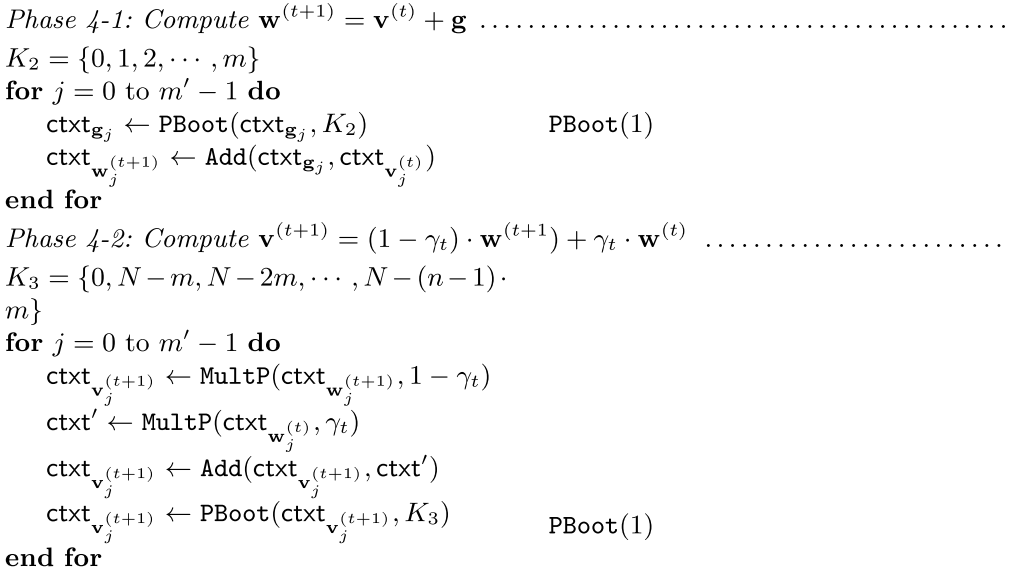 Phase 4-1: Compute w^{(t+1)} = v^{(t)} + g ............................................
K_2 = {0, 1, 2, ⋯ , m}
for j = 0 to m′ − 1 do
ctxt_{g_j} ← PBoot(ctxt_{g_j}, K_2) PBoot(1)
ctxt_{w_j^{(t+1)}} ← Add(ctxt_{g_j}, ctxt_{v_j^{(t)}})
end for
Phase 4-2: Compute v^{(t+1)} = (1 − γ_t) · w^{(t+1}) + γ_t · w^{(t)} .........................
K_3 = {0, N − m, N − 2m, ⋯ , N − (n − 1) ·
m}
for j = 0 to m′ − 1 do
ctxt_{v_j^{(t+1)}} ← MultP(ctxt_{w_j^{(t+1)}}, 1 − γ_t)
ctxt′ ← MultP(ctxt_{w_j^{(t)}}, γ_t)
ctxt_{v_j^{(t+1)}} ← Add(ctxt_{v_j^{(t+1)}}, ctxt′)
ctxt_{v_j^{(t+1)}} ← PBoot(ctxt_{v_j^{(t+1)}}, K_3) PBoot(1)
end for